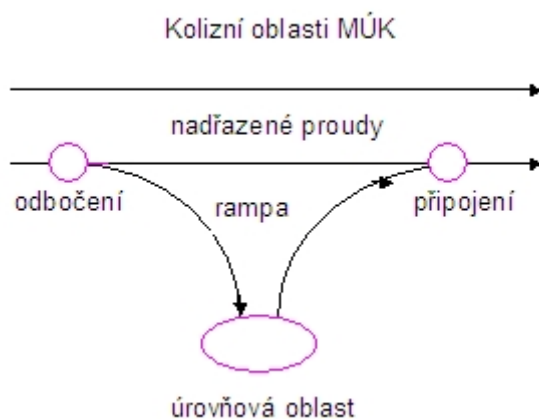 Kolizní oblasti MÚK
nadřazené proudy
odbočení
rampa
připojení
úrovňová oblast